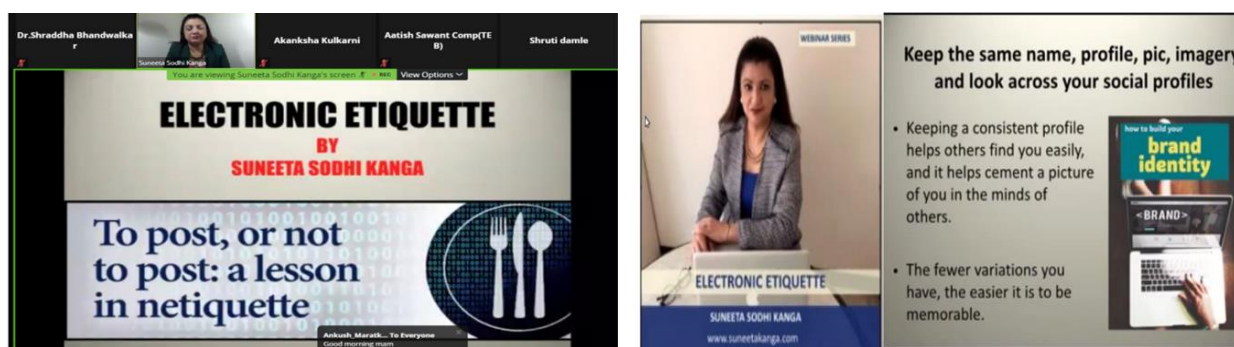 Dr.Shraddha Bhandwalka
r
Akanksha Kulkarni
Aatish Sawant Comp(TE
B)
Shruti damle
Suneeta Sodhi Kanga
You are viewing Suneeta Sodhi Kanga's screen
REC
View Options
ELECTRONIC ETIQUETTE
BY
SUNEETA SODHI KANGA
To post, or not
to post: a lesson
in netiquette
Ankush_Marath... To Everyone
Good morning mam
WEBINAR SERIES
ELECTRONIC ETIQUETTE
SUNEETA SODHI KANGA
www.suneetakanga.com
Keep the same name, profile, pic, imagery
and look across your social profiles
• Keeping a consistent profile
helps others find you easily,
and it helps cement a picture
of you in the minds of
others.
• The fewer variations you
have, the easier it is to be
memorable.
how to build your
brand
identity
<BRAND>